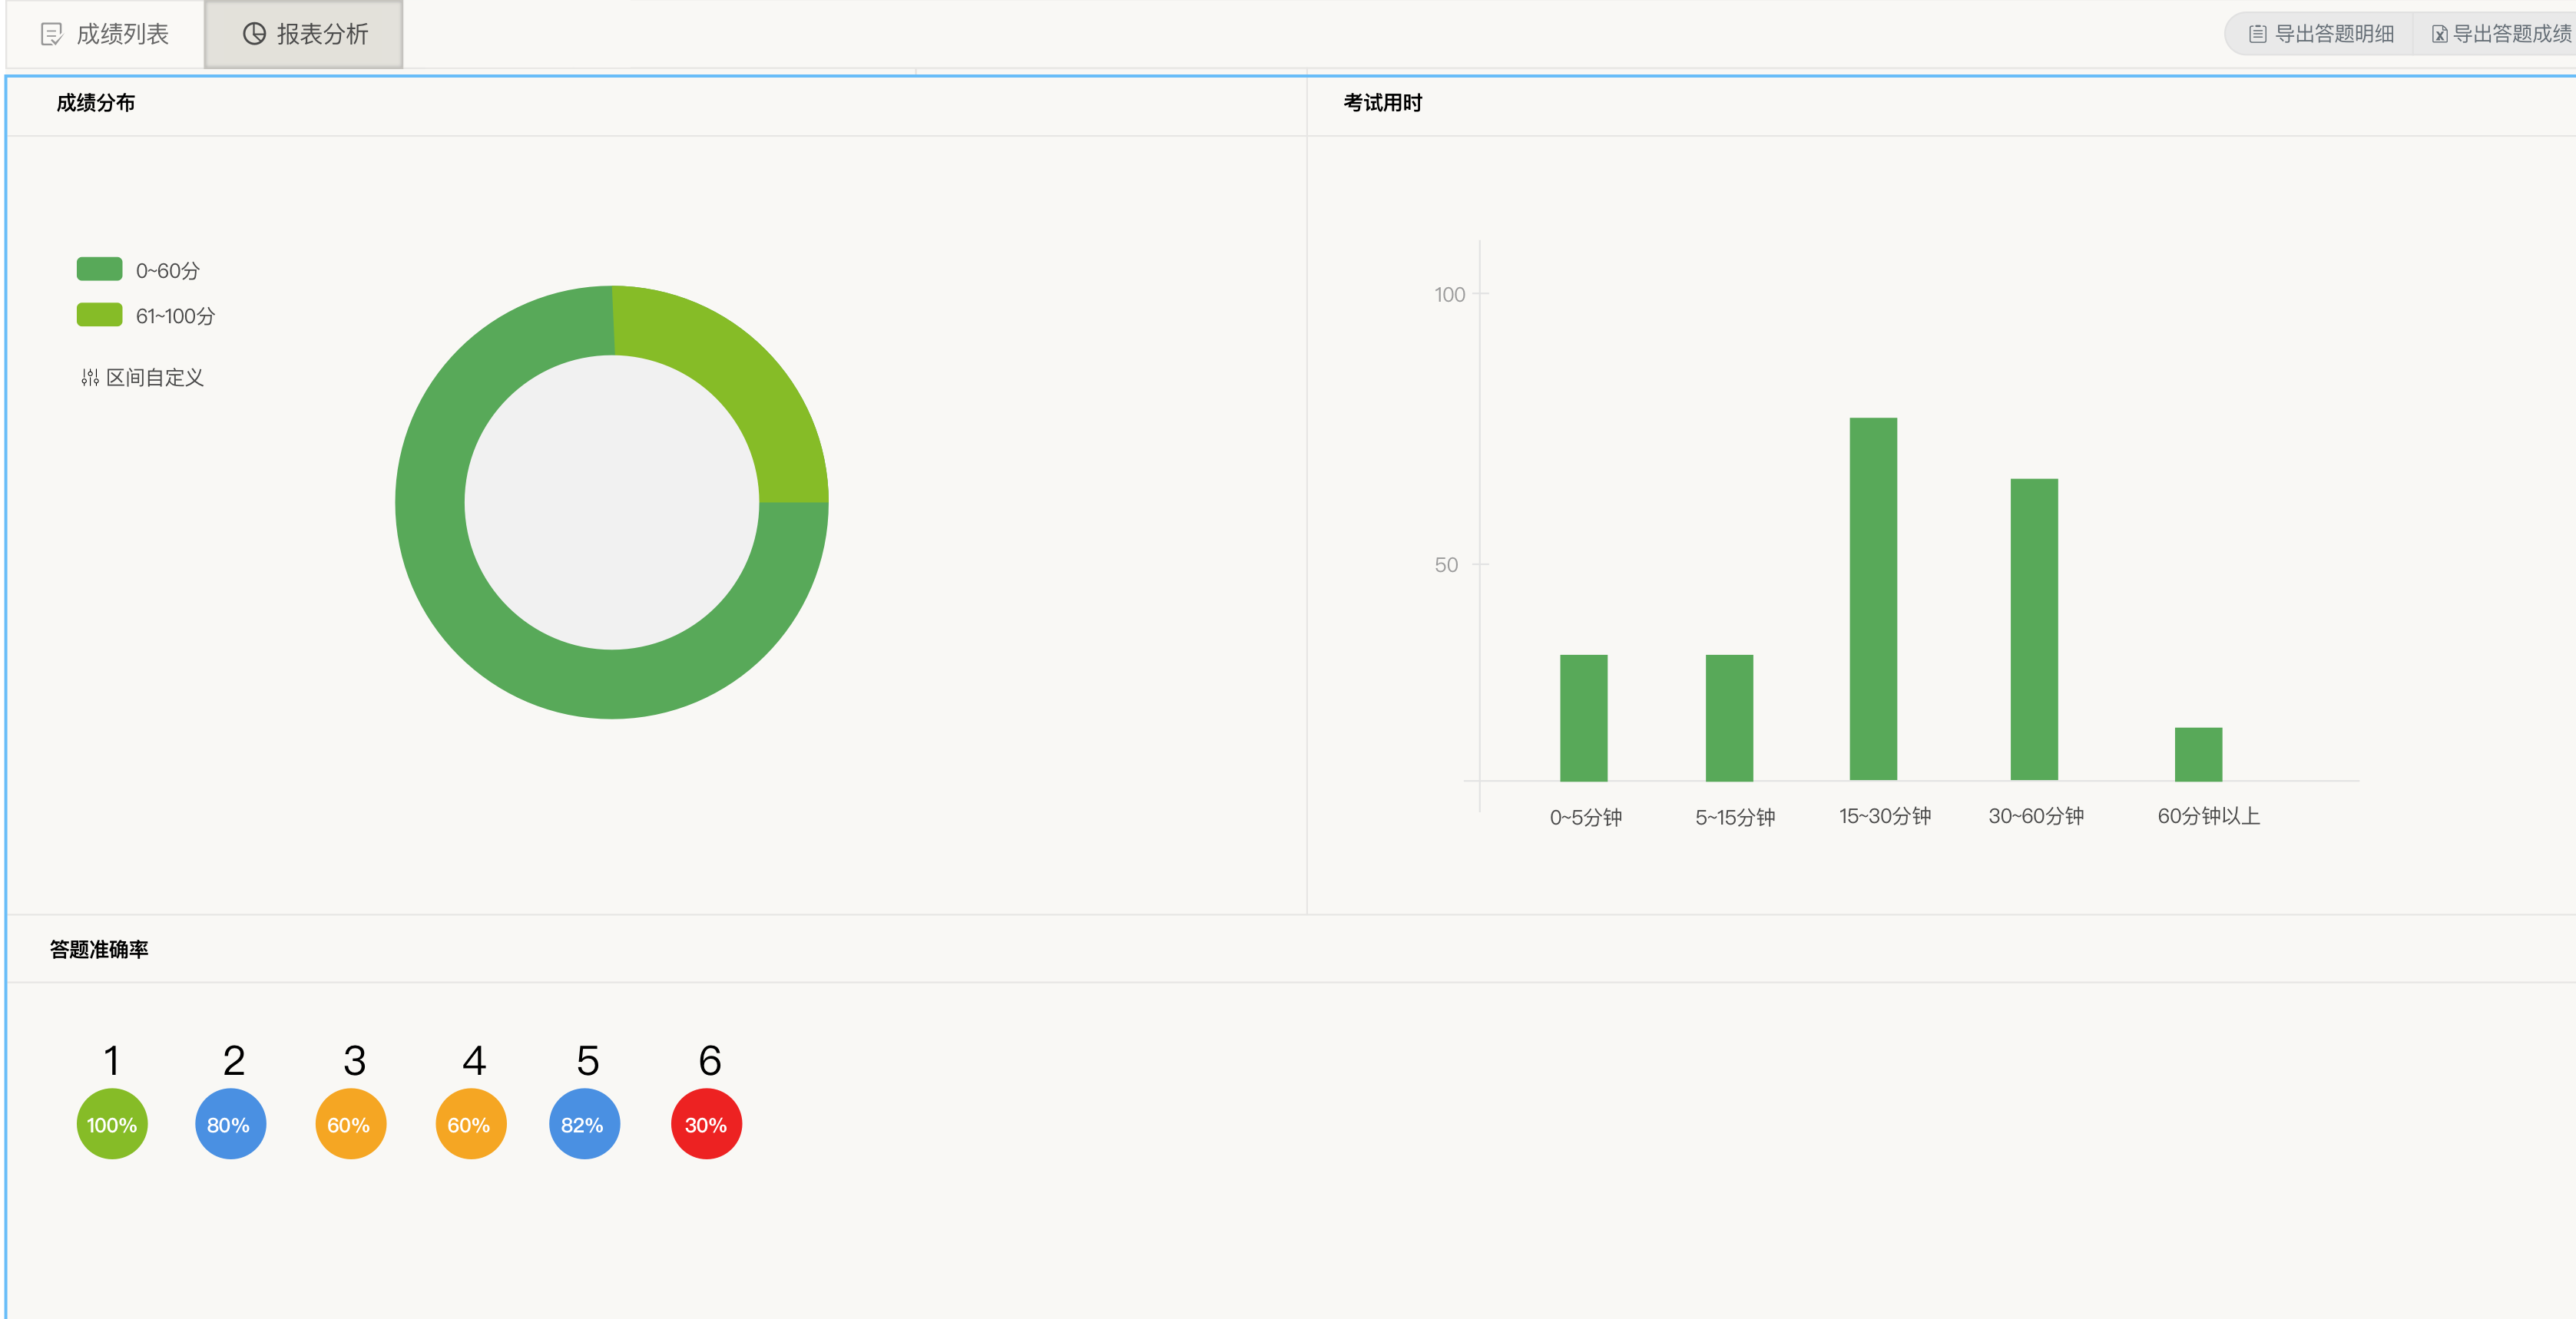 成绩列表
报表分析
导出答题明细
导出答题成绩
成绩分布
考试用时
0~60分
61~100分
区间自定义
100
50
0~5分钟
5~15分钟
15~30分钟
30~60分钟
60分钟以上
答题准确率
1 2 3 4 5 6
100% 80% 60% 60% 82% 30%